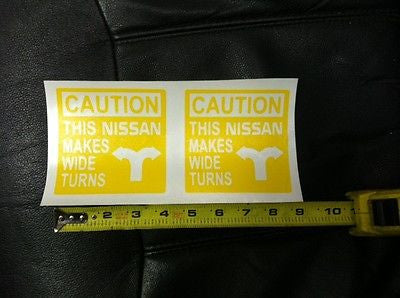 CAUTION
THIS NISSAN
MAKES
WIDE
TURNS
CAUTION
THIS NISSAN
MAKES
WIDE
TURNS
2 3 4 5 6 7 8 9 10